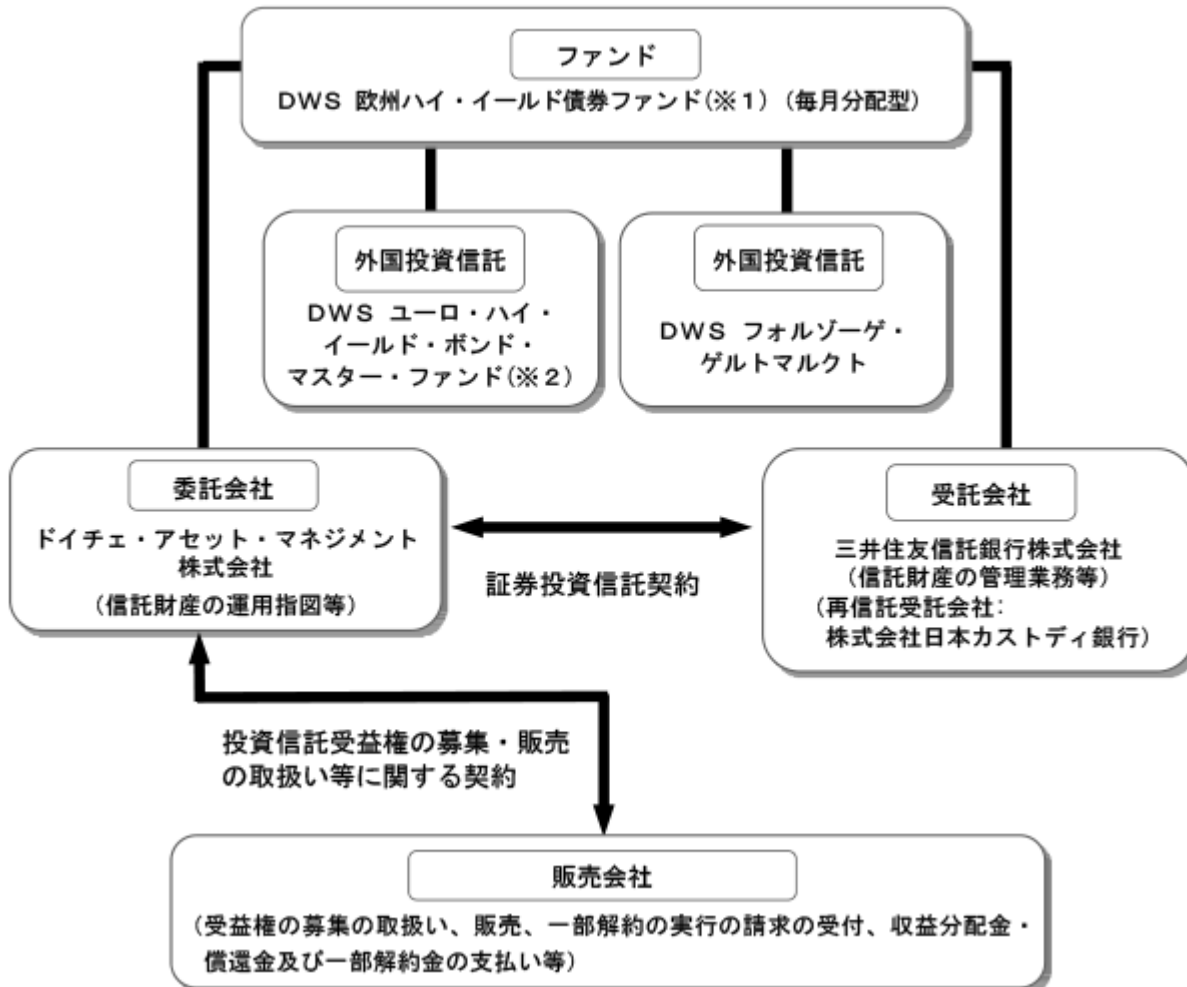 ファンド
DWS 欧州ハイ・イールド債券ファンド(※1)(毎月分配型)
外国投資信託
DWS ユーロ・ハイ・
イールド・ボンド・
マスター・ファンド(※2)
外国投資信託
DWS フォルゾーゲ・
ゲルトマルクト
委託会社
ドイチェ・アセット・マネジメント
株式会社
(信託財産の運用指図等)
証券投資信託契約
受託会社
三井住友信託銀行株式会社
(信託財産の管理業務等)
(再信託受託会社:
株式会社日本カストディ銀行)
投資信託受益権の募集・販売
の取扱い等に関する契約
販売会社
(受益権の募集の取扱い、販売、一部解約の実行の請求の受付、収益分配金・
償還金及び一部解約金の支払い等)